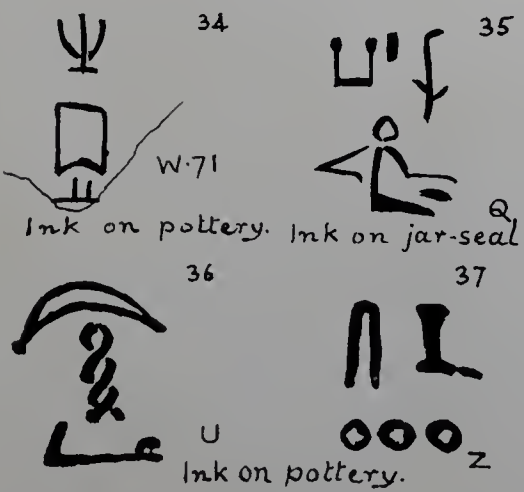 34 35
W.71 Q
Ink on pottery. Ink on jar-seal
36 37
U Z
Ink on pottery.